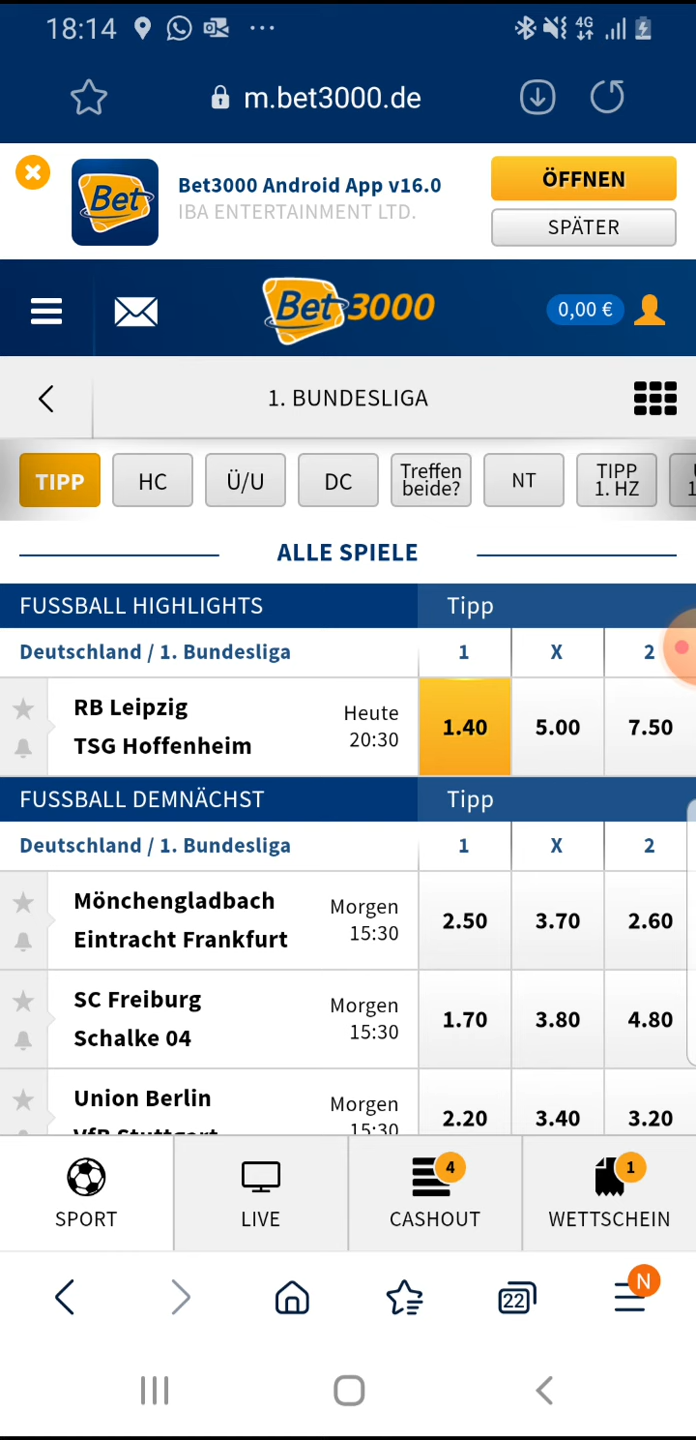 18:14
4G
m.bet3000.de
Bet
Bet3000 Android App v16.0
IBA ENTERTAINMENT LTD.
ÖFFNEN
SPÄTER
Bet3000
0,00 €
1. BUNDESLIGA
TIPP
HC
Ü/U
DC
Treffen
beide?
NT
TIPP
1. HZ
ALLE SPIELE
FUSSBALL HIGHLIGHTS Tipp
Deutschland / 1. Bundesliga 1 X 2
RB Leipzig
TSG Hoffenheim
Heute
20:30
1.40 5.00 7.50
FUSSBALL DEMNÄCHST Tipp
Deutschland / 1. Bundesliga 1 X 2
Mönchengladbach
Eintracht Frankfurt
Morgen
15:30
2.50 3.70 2.60
SC Freiburg
Schalke 04
Morgen
15:30
1.70 3.80 4.80
Union Berlin
VfB Stuttgart
Morgen
15:30
2.20 3.40 3.20
SPORT
LIVE
4
CASHOUT
1
WETTSCHEIN
22
N